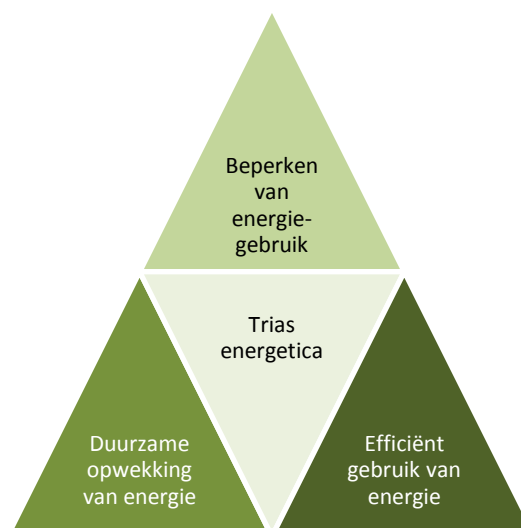 Beperken
van
energie-
gebruik
Trias
energetica
Duurzame
opwekking
van energie
Efficiënt
gebruik van
energie